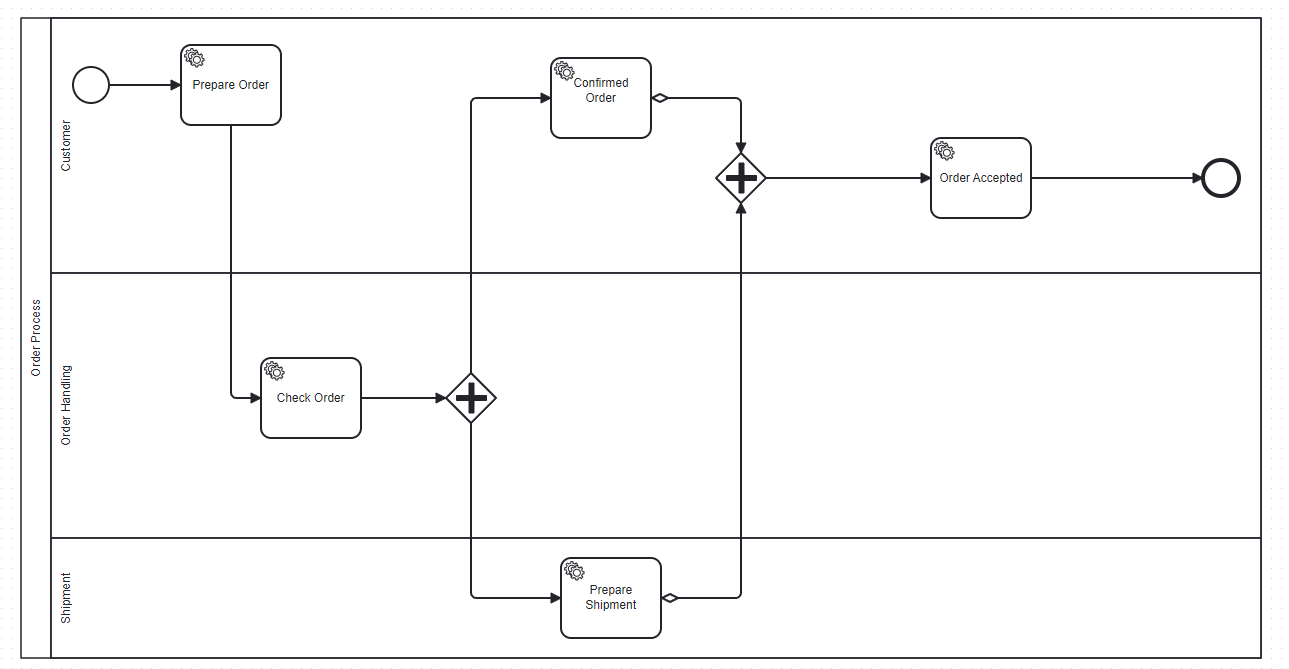 Order Process
Customer
Prepare Order
Confirmed
Order
Order Accepted
Order Handling
Check Order
Shipment
Prepare
Shipment